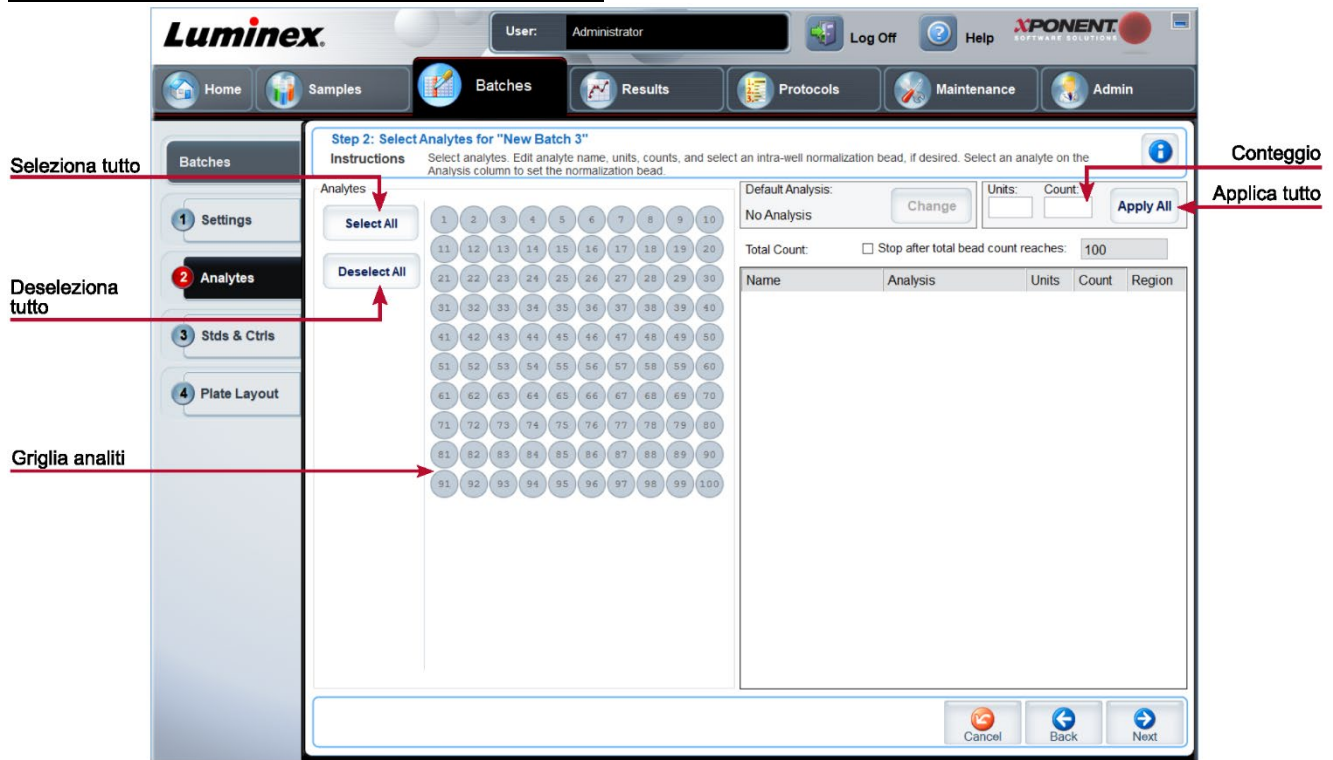 Luminex.
User: Administrator
Log Off
Help
XPONENT.
SOFTWARE SOLUTIONS
Home
Samples
Batches
Results
Protocols
Maintenance
Admin
Batches
1 Settings
2 Analytes
3 Stds & Ctrls
4 Plate Layout
Step 2: Select Analytes for "New Batch 3"
Instructions Select analytes. Edit analyte name, units, counts, and select an intra-well normalization bead, if desired. Select an analyte on the
Analysis column to set the normalization bead.
Seleziona tutto
Deseleziona
tutto
Griglia analiti
Conteggio
Applica tutto
Analytes
Select All
Deselect All
1 2 3 4 5 6 7 8 9 10
11 12 13 14 15 16 17 18 19 20
21 22 23 24 25 26 27 28 29 30
31 32 33 34 35 36 37 38 39 40
41 42 43 44 45 46 47 48 49 50
51 52 53 54 55 56 57 58 59 60
61 62 63 64 65 66 67 68 69 70
71 72 73 74 75 76 77 78 79 80
81 82 83 84 85 86 87 88 89 90
91 92 93 94 95 96 97 98 99 100
Default Analysis:
No Analysis
Change
Units: Count:
Apply All
Total Count: Stop after total bead count reaches: 100
Name Analysis Units Count Region
Cancel
Back
Next